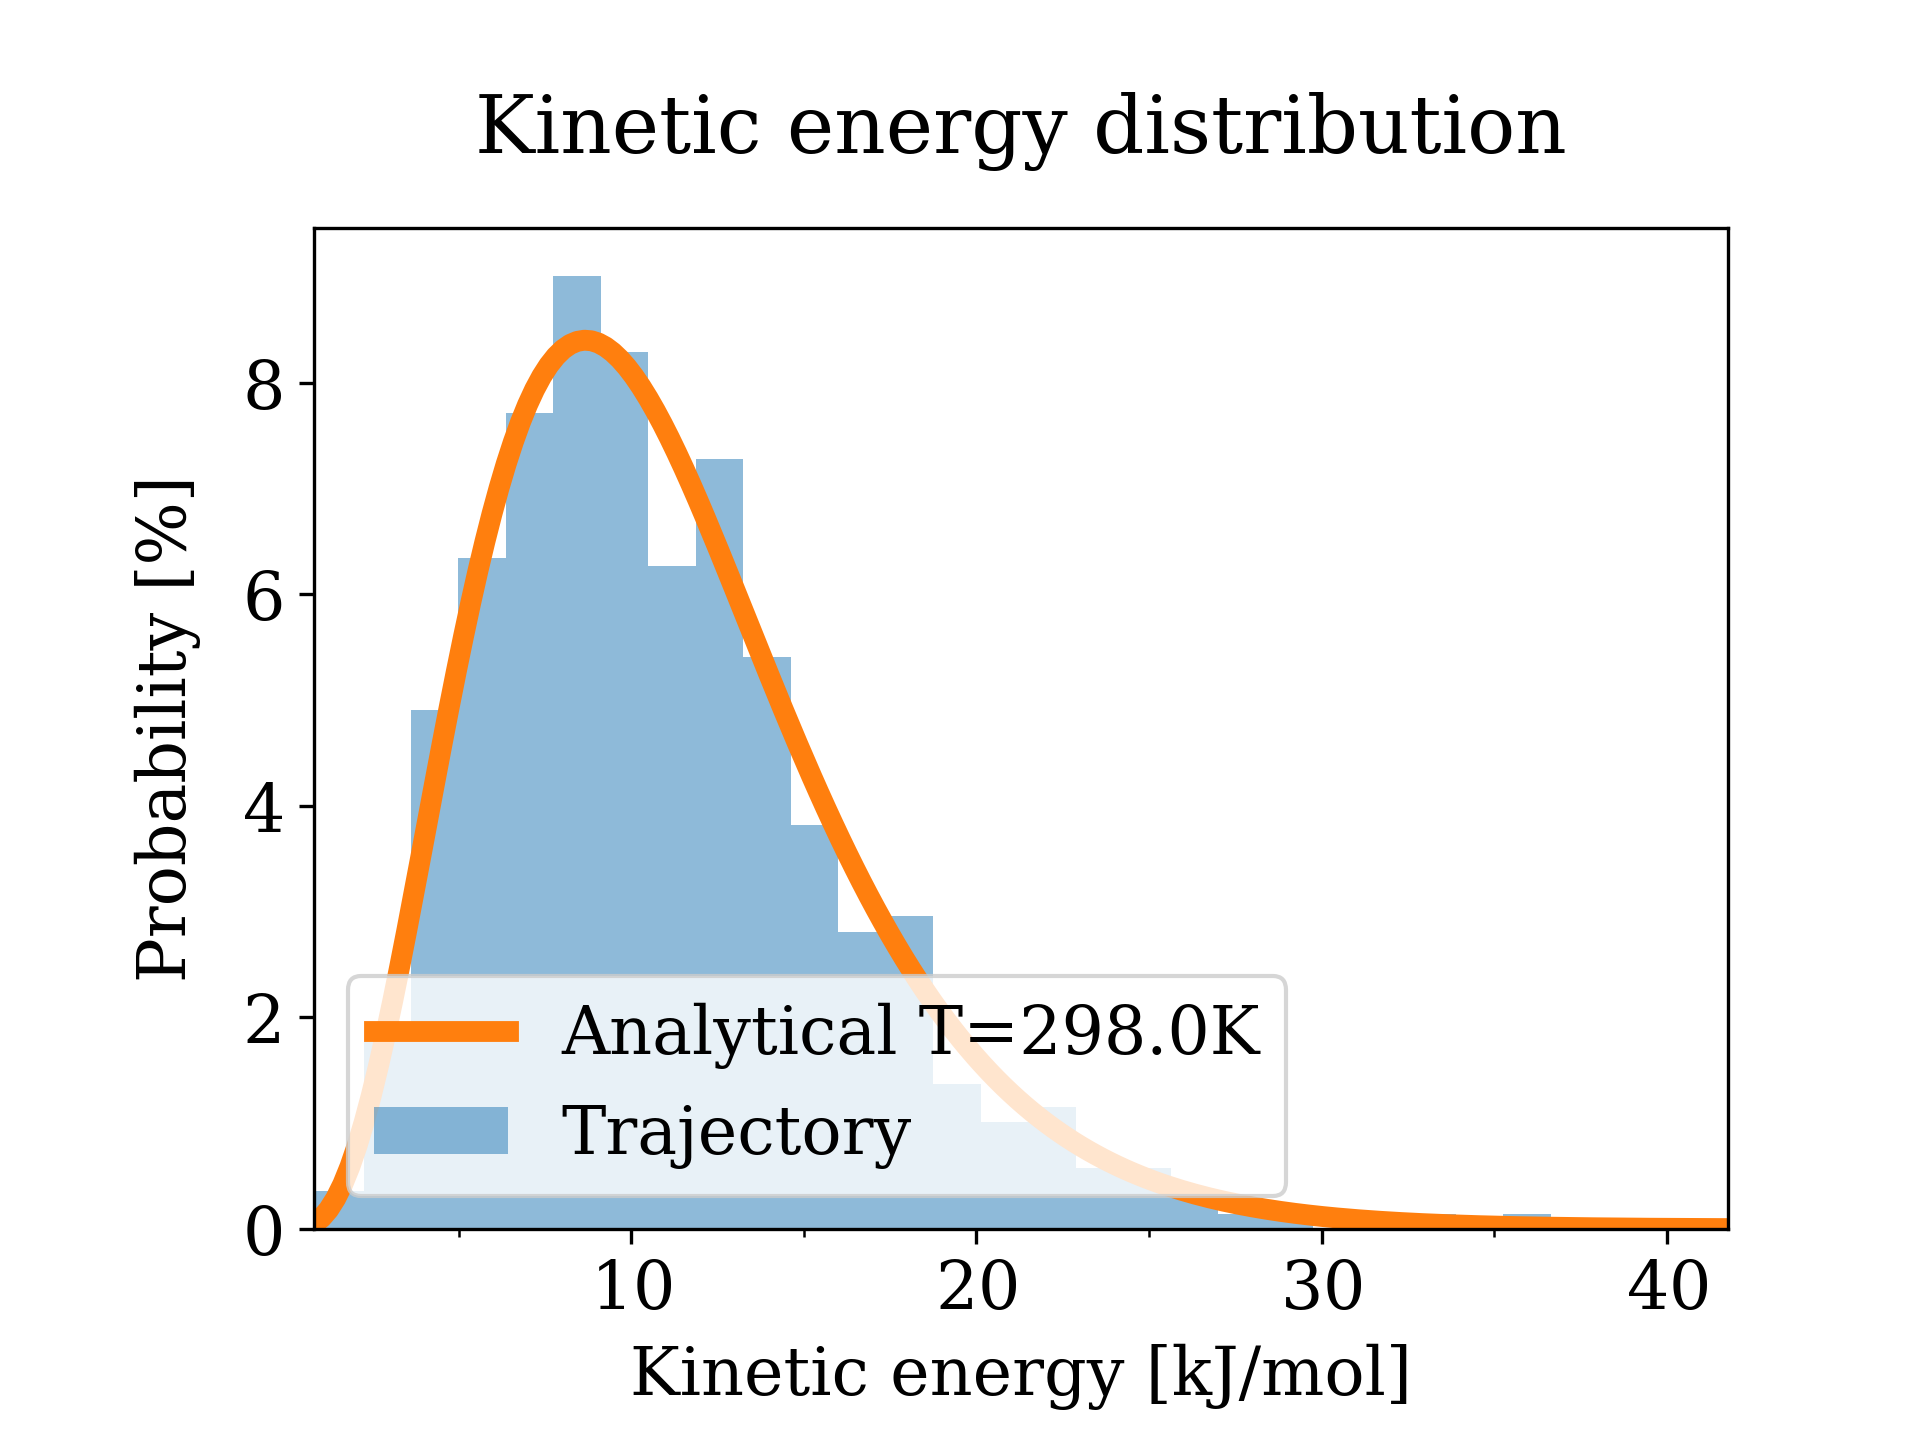 Kinetic energy distribution
Probability [%]
8
6
4
2
0
Analytical T=298.0K
Trajectory
10 20 30 40
Kinetic energy [kJ/mol]